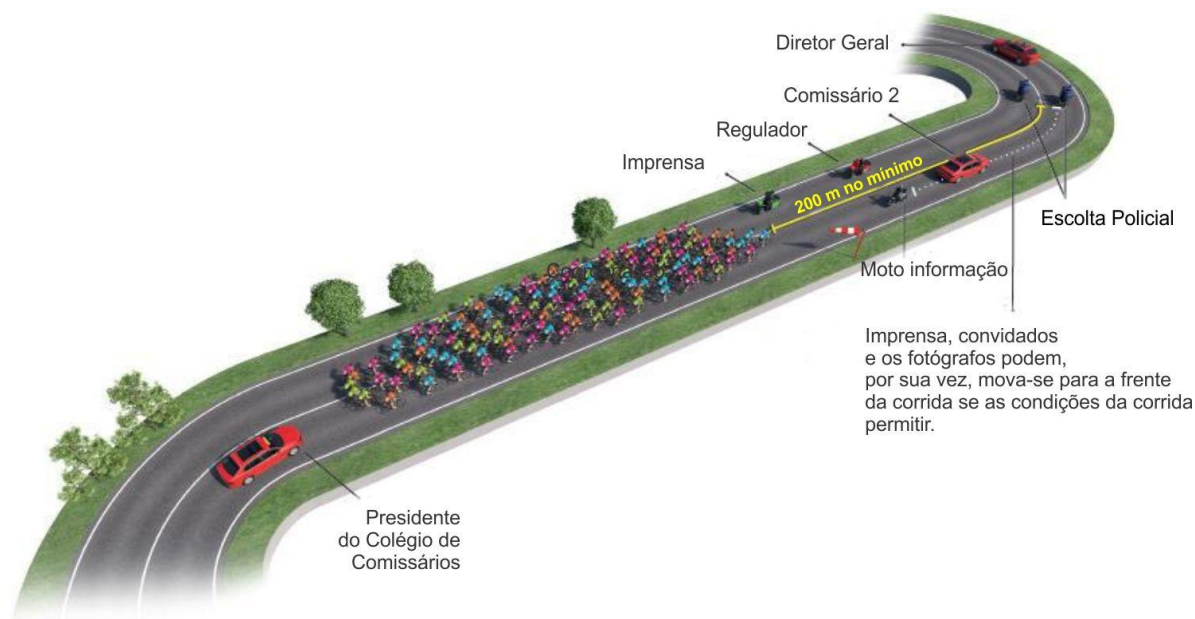 Diretor Geral
Comissário 2
Regulador
Imprensa
200 m no mínimo
Escolta Policial
Moto informação
Imprensa, convidados
e os fotógrafos podem,
por sua vez, mova-se para a frente
da corrida se as condições da corrida
permitir.
Presidente
do Colégio de
Comissários